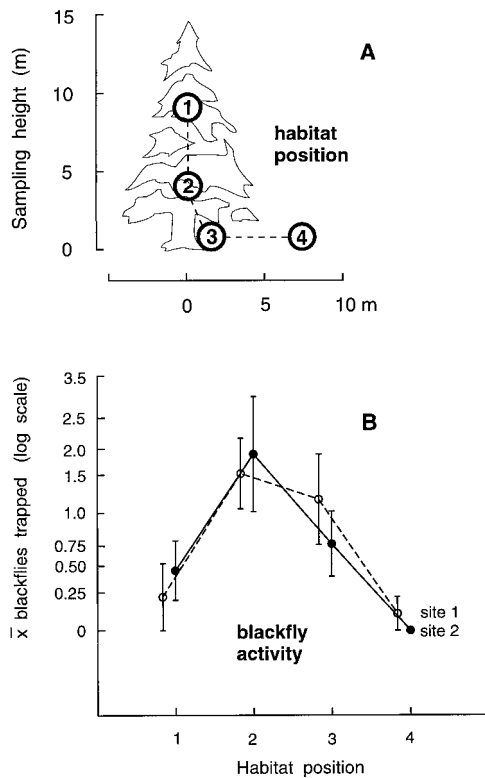 15
A
Sampling height (m)
10
1
habitat
position
5
2
3
4
0
0 5 10 m
3.5
B
2.5
2.0
1.5
x̅ blackflies trapped (log scale)
1.0
0.75
0.50
0.25
site 1
0
site 2
blackfly
activity
1 2 3 4
Habitat position